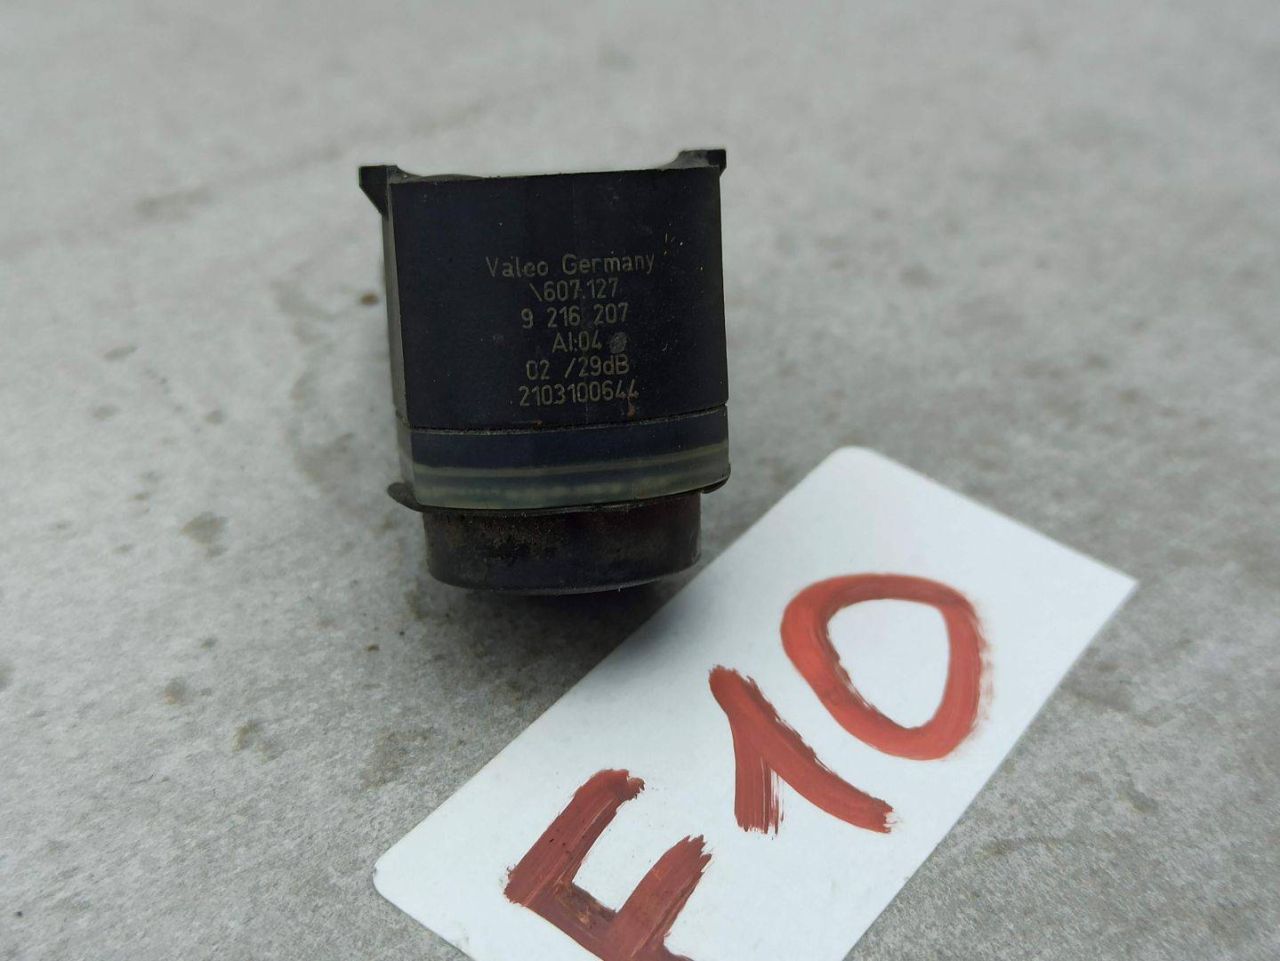 Valeo Germany
\607.127
9 216 207
AI:04
02 /29dB
2103100644
F10